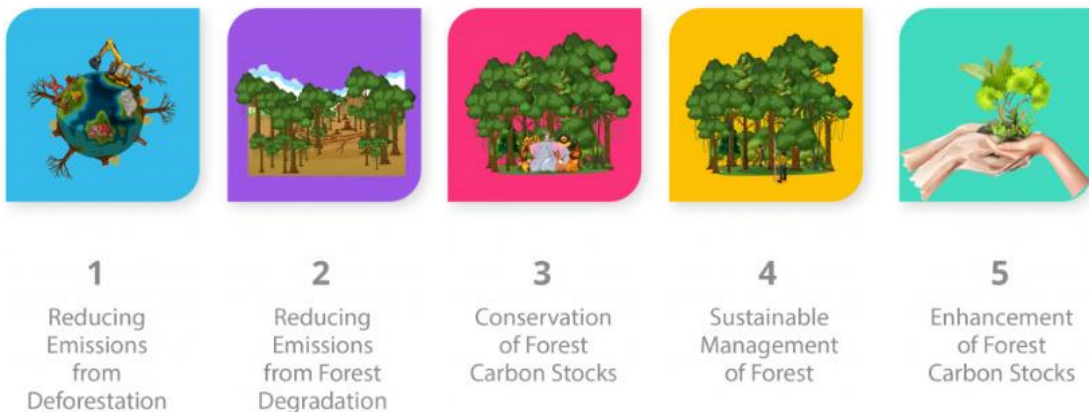 1
Reducing
Emissions
from
Deforestation
2
Reducing
Emissions
from Forest
Degradation
3
Conservation
of Forest
Carbon Stocks
4
Sustainable
Management
of Forest
5
Enhancement
of Forest
Carbon Stocks